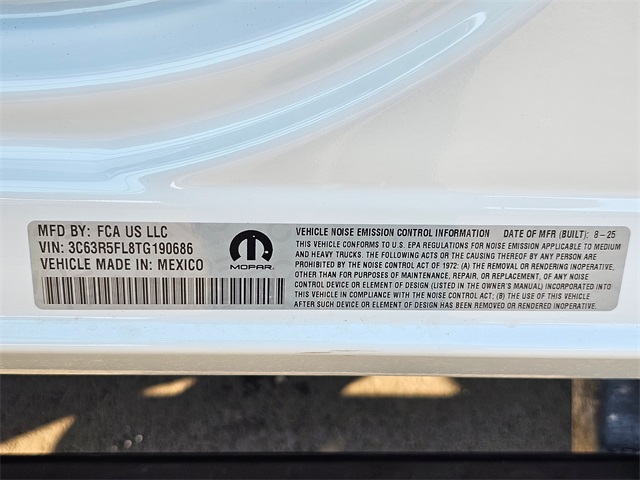 MFD BY: FCA US LLC
VIN: 3C63R5FL8TG190686
VEHICLE MADE IN: MEXICO
MOPAR
VEHICLE NOISE EMISSION CONTROL INFORMATION DATE OF MFR (BUILT): 8-25
THIS VEHICLE CONFORMS TO U.S. EPA REGULATIONS FOR NOISE EMISSION APPLICABLE TO MEDIUM
AND HEAVY TRUCKS. THE FOLLOWING ACTS OR THE CAUSING THEREOF BY ANY PERSON ARE
PROHIBITED BY THE NOISE CONTROL ACT OF 1972: (A) THE REMOVAL OR RENDERING INOPERATIVE,
OTHER THAN FOR PURPOSES OF MAINTENANCE, REPAIR, OR REPLACEMENT, OF ANY NOISE
CONTROL DEVICE OR ELEMENT OF DESIGN (LISTED IN THE OWNER'S MANUAL) INCORPORATED INTO
THIS VEHICLE IN COMPLIANCE WITH THE NOISE CONTROL ACT; (B) THE USE OF THIS VEHICLE
AFTER SUCH DEVICE OR ELEMENT OF DESIGN HAS BEEN REMOVED OR RENDERED INOPERATIVE.